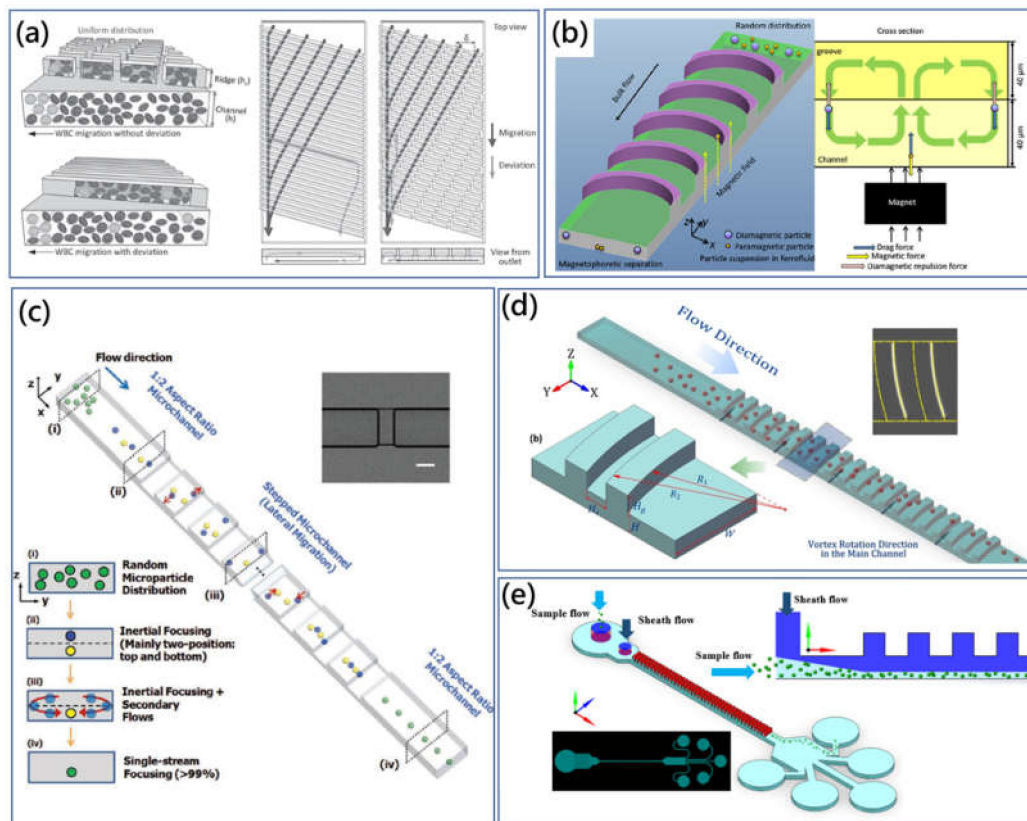 (a)
Uniform distribution
Ridge (hr)
Channel (h)
WBC migration without deviation
WBC migration with deviation
Top view
δ
Migration
Deviation
View from outlet
(b)
Random distribution
bulk flow
Magnetic field
z
y
x
Magnetophoretic separation
Diamagnetic particle
Paramagnetic particle
Particle suspension in ferrofluid
Cross section
groove
40 μm
Channel
40 μm
Magnet
Drag force
Magnetic force
Diamagnetic repulsion force
(c)
Flow direction
z
y
x
(i)
1:2 Aspect Ratio
Microchannel
(ii)
Stepped Microchannel
(Lateral Migration)
(iii)
1:2 Aspect Ratio
Microchannel
(iv)
(i)
Random
Microparticle
Distribution
z
y
(ii)
Inertial Focusing
(Mainly two-position:
top and bottom)
(iii)
Inertial Focusing +
Secondary
Flows
(iv)
Single-stream
Focusing (>99%)
(d)
Flow Direction
Z
Y
X
(b)
R1
R2
Hg
H
W
Vortex Rotation Direction
in the Main Channel
(e)
Sample flow
Sheath flow
Sheath flow
Sample flow